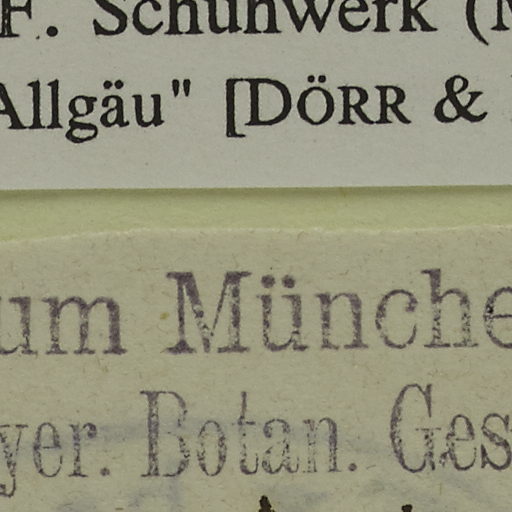 F. Schuhwerk (M
Allgäu" [DÖRR &
um Münche
yer. Botan. Ges